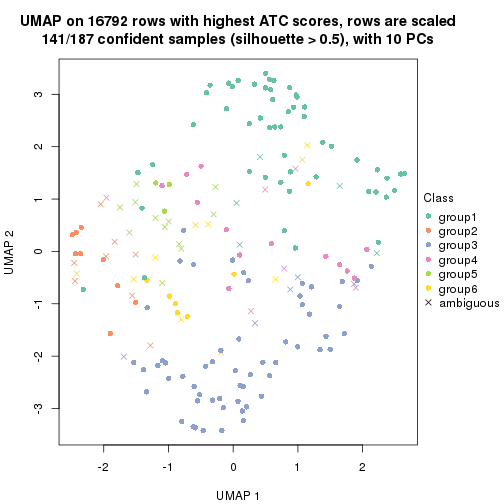 UMAP on 16792 rows with highest ATC scores, rows are scaled
141/187 confident samples (silhouette > 0.5), with 10 PCs
3
2
1
0
-1
-2
-3
UMAP 2
-2
-1
0
1
2
UMAP 1
Class
group1
group2
group3
group4
group5
group6
ambiguous